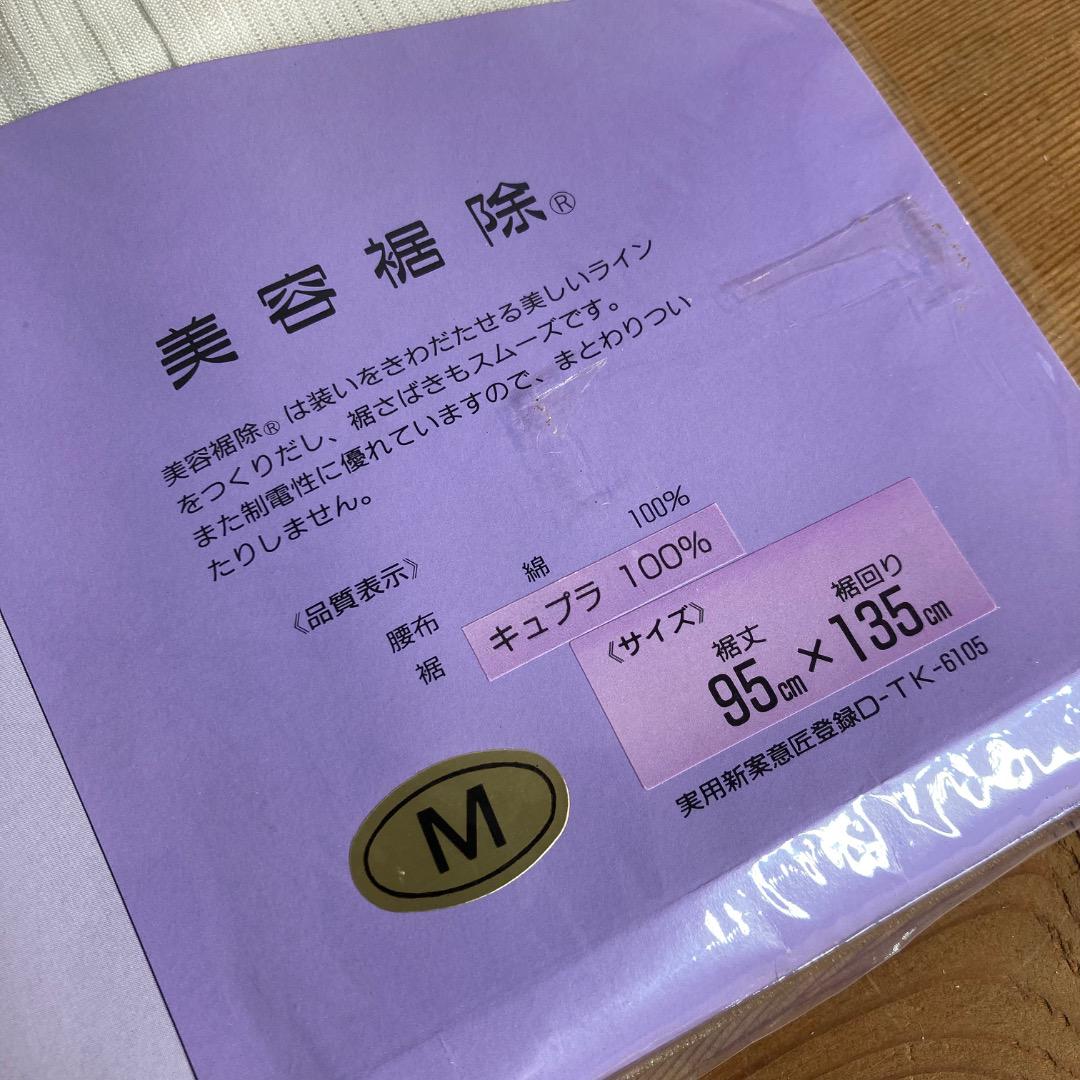 美容裾除®
美容裾除®は装いをきわだたせる美しいライン
をつくりだし、裾さばきもスムーズです。
また制電性に優れていますので、まとわりつい
たりしません。
《品質表示》
腰布 綿 100%
裾 キュプラ 100%
《サイズ》
裾丈 裾回り
95cm×135cm
実用新案意匠登録D-TK-6105
M